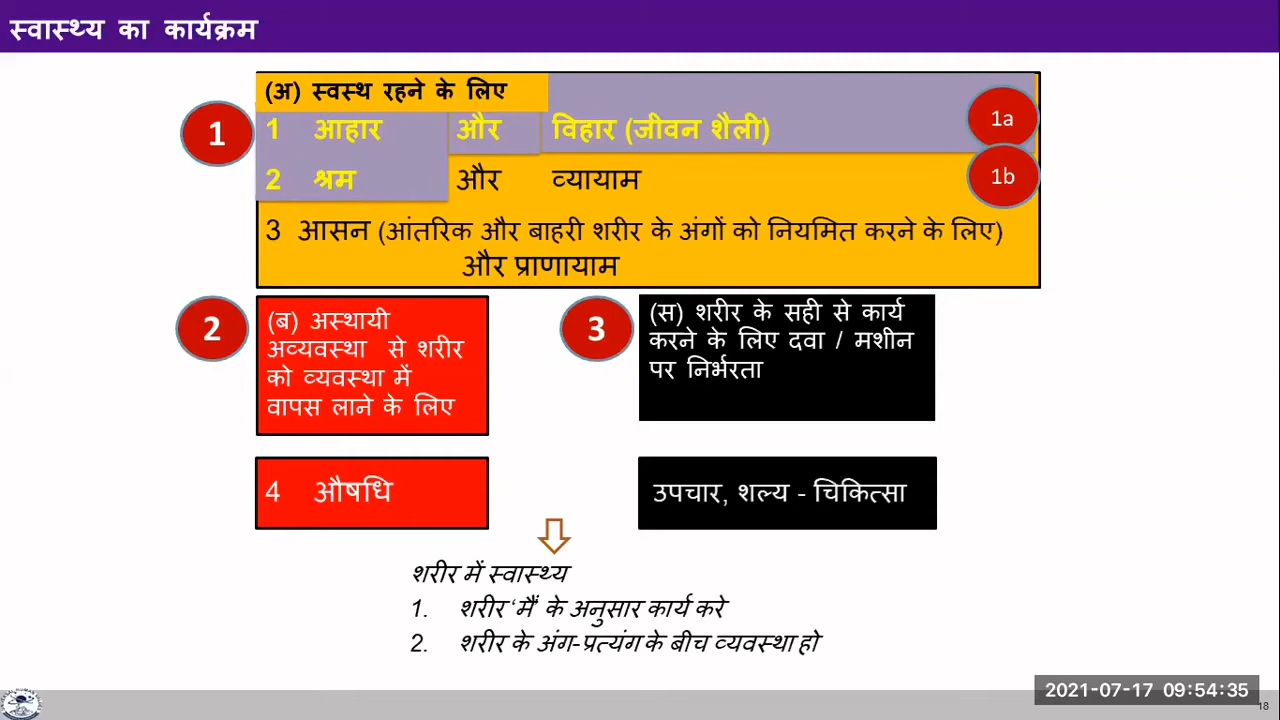 स्वास्थ्य का कार्यक्रम
(अ) स्वस्थ रहने के लिए
1
1 आहार और विहार (जीवन शैली)
1a
2 श्रम और व्यायाम
1b
3 आसन (आंतरिक और बाहरी शरीर के अंगों को नियमित करने के लिए)
और प्राणायाम
2
(ब) अस्थायी
अव्यवस्था से शरीर
को व्यवस्था में
वापस लाने के लिए
3
(स) शरीर के सही से कार्य
करने के लिए दवा / मशीन
पर निर्भरता
4 औषधि
उपचार, शल्य - चिकित्सा
शरीर में स्वास्थ्य
1. शरीर ‘मैं’ के अनुसार कार्य करे
2. शरीर के अंग-प्रत्यंग के बीच व्यवस्था हो
2021-07-17 09:54:35
18